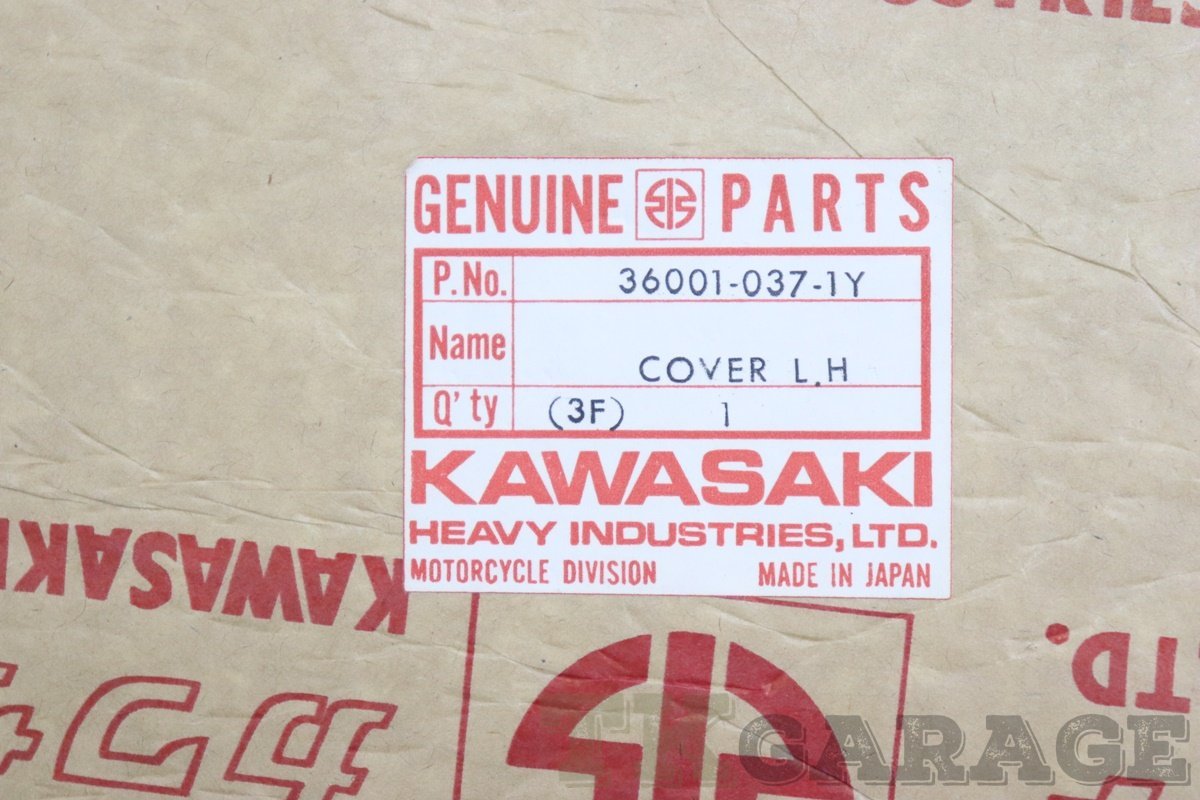 GENUINE PARTS
P.No. 36001-037-1Y
Name COVER L.H
Q'ty (3F) 1
KAWASAKI
HEAVY INDUSTRIES, LTD.
MOTORCYCLE DIVISION MADE IN JAPAN
KAWASAKI
LTD.
GARAGE